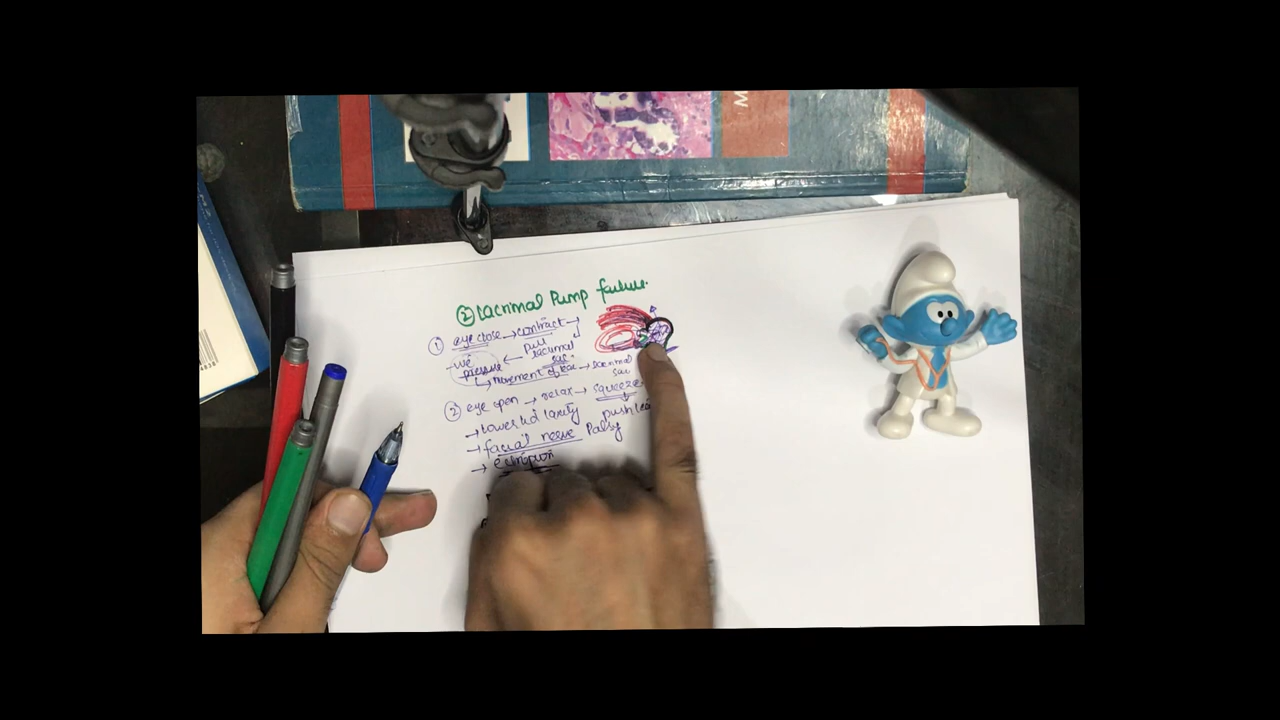 ② Lacrimal Pump failure.
① eye close → contract →
pull
lacrimal
sac.
-ve
pressure ←
↳ Movement of tear → lacrimal
sac
② eye open → relax → squeeze
→ lower lid laxity push
→ facial nerve Palsy
→ Ectropion
M